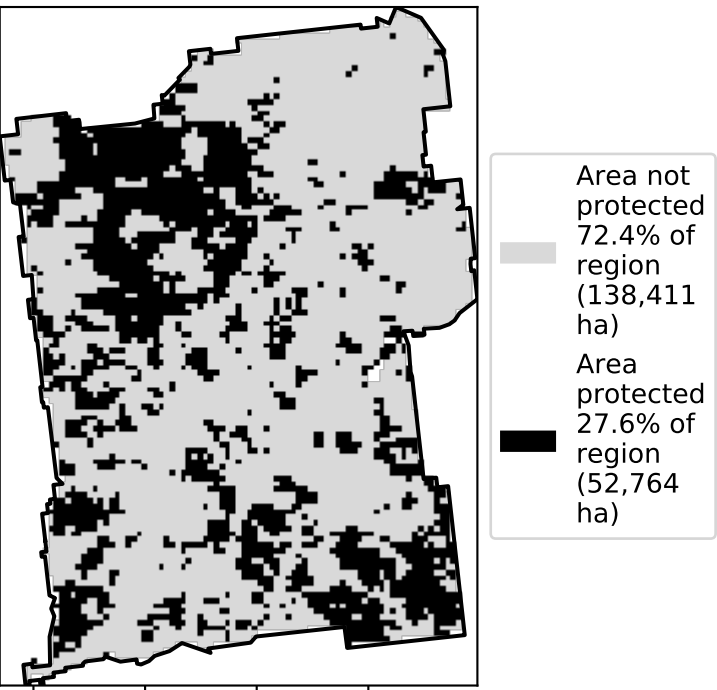 Area not
protected
72.4% of
region
(138,411
ha)
Area
protected
27.6% of
region
(52,764
ha)